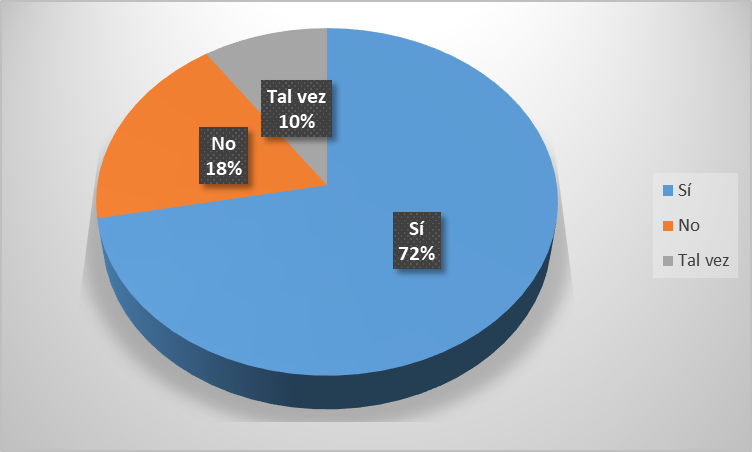 Tal vez
10%
No
18%
Sí
72%
Sí
No
Tal vez